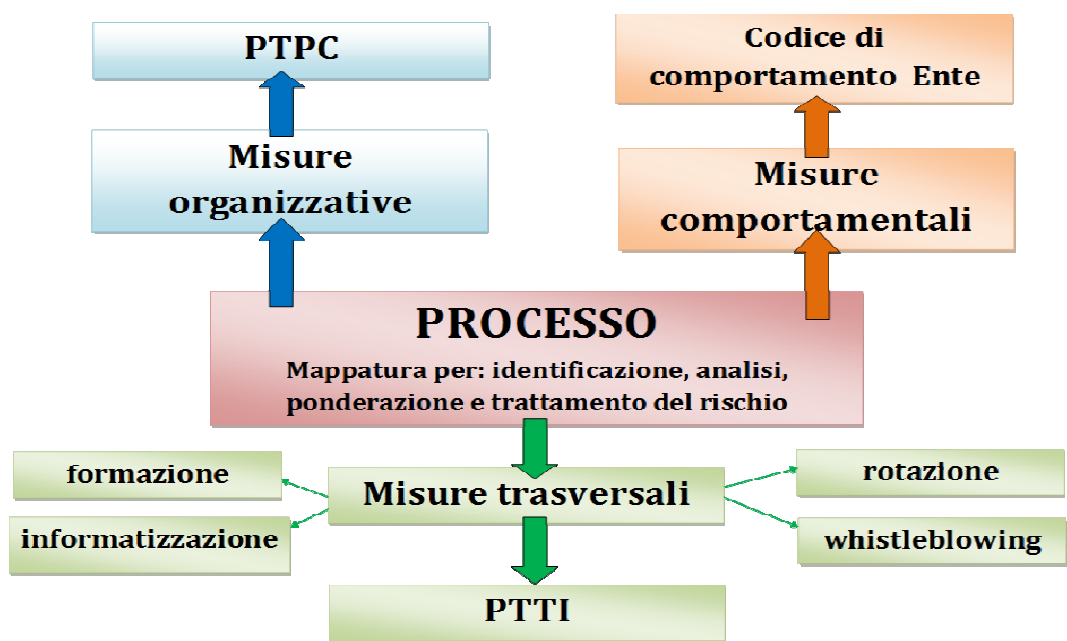 PTPC
Codice di
comportamento Ente
Misure
organizzative
Misure
comportamentali
PROCESSO
Mappatura per: identificazione, analisi,
ponderazione e trattamento del rischio
formazione
Misure trasversali
rotazione
informatizzazione
whistleblowing
PTTI